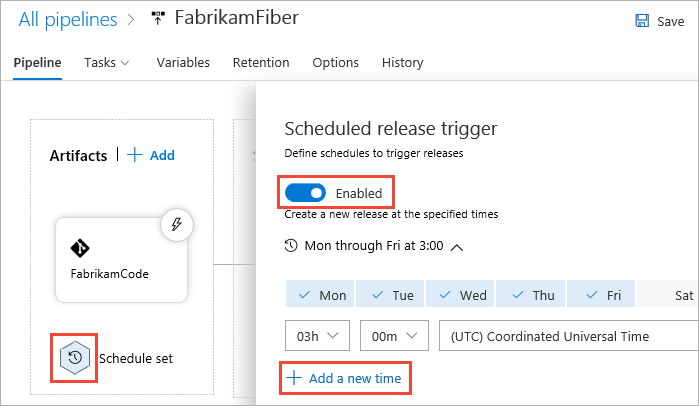 All pipelines > FabrikamFiber
Save
Pipeline Tasks Variables Retention Options History
Artifacts | + Add
FabrikamCode
Schedule set
Scheduled release trigger
Define schedules to trigger releases
Enabled
Create a new release at the specified times
Mon through Fri at 3:00
Mon Tue Wed Thu Fri Sat
03h 00m (UTC) Coordinated Universal Time
+ Add a new time